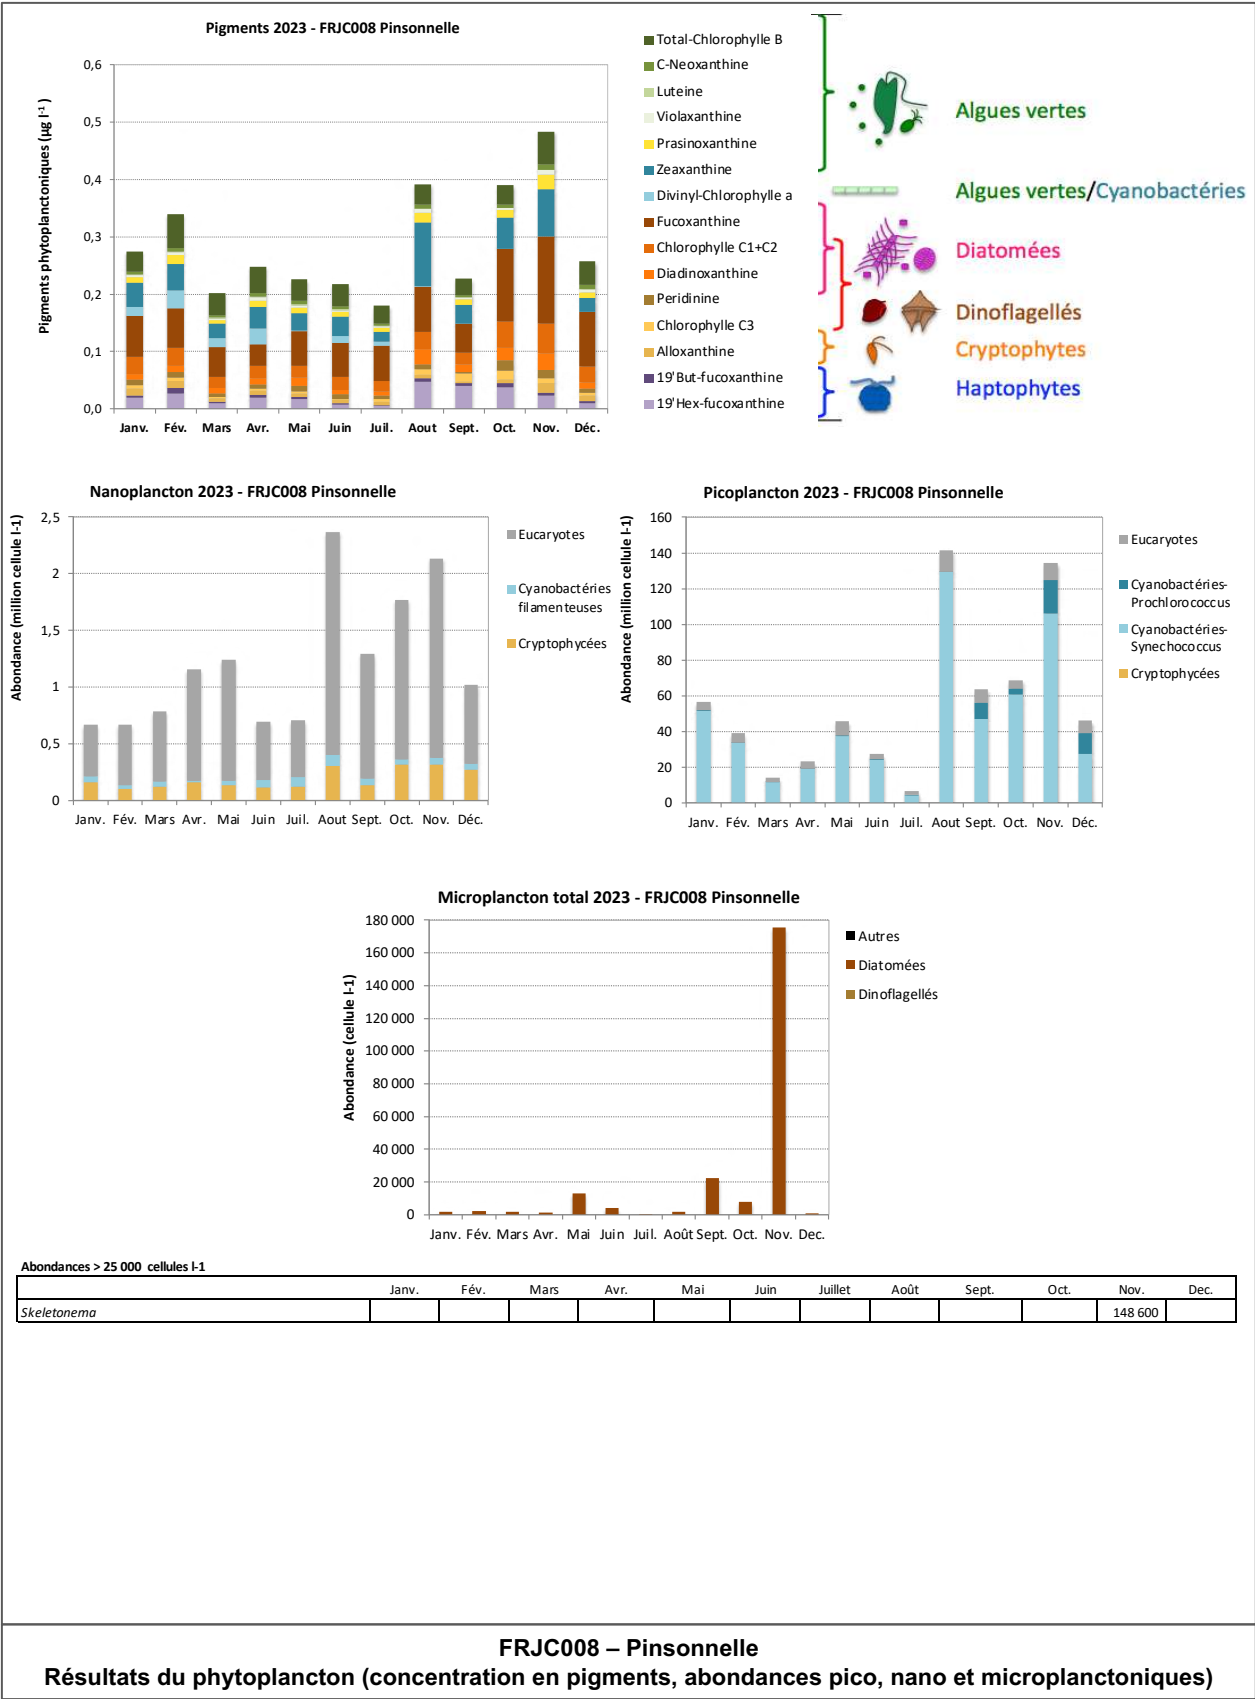 Pigments 2023 - FRJC008 Pinsonnelle
Pigments phytoplanctoniques (µg l-1)
0,6
0,5
0,4
0,3
0,2
0,1
0,0
Janv. Fév. Mars Avr. Mai Juin Juil. Aout Sept. Oct. Nov. Déc.
Total-Chlorophylle B
C-Neoxanthine
Luteine
Violaxanthine
Prasinoxanthine
Zeaxanthine
Divinyl-Chlorophylle a
Fucoxanthine
Chlorophylle C1+C2
Diadinoxanthine
Peridinine
Chlorophylle C3
Alloxanthine
19'But-fucoxanthine
19'Hex-fucoxanthine
Algues vertes
Algues vertes/Cyanobactéries
Diatomées
Dinoflagellés
Cryptophytes
Haptophytes
Nanoplancton 2023 - FRJC008 Pinsonnelle
Abondance (million cellule l-1)
2,5
2
1,5
1
0,5
0
Janv. Fév. Mars Avr. Mai Juin Juil. Aout Sept. Oct. Nov. Déc.
Eucaryotes
Cyanobactéries
filamenteuses
Cryptophycées
Picoplancton 2023 - FRJC008 Pinsonnelle
Abondance (million cellule l-1)
160
140
120
100
80
60
40
20
0
Janv. Fév. Mars Avr. Mai Juin Juil. Aout Sept. Oct. Nov. Déc.
Eucaryotes
Cyanobactéries-
Prochlorococcus
Cyanobactéries-
Synechococcus
Cryptophycées
Microplancton total 2023 - FRJC008 Pinsonnelle
Abondance (cellule l-1)
180 000
160 000
140 000
120 000
100 000
80 000
60 000
40 000
20 000
0
Janv. Fév. Mars Avr. Mai Juin Juil. Août Sept. Oct. Nov. Dec.
Autres
Diatomées
Dinoflagellés
Abondances > 25 000 cellules l-1
Janv. Fév. Mars Avr. Mai Juin Juillet Août Sept. Oct. Nov. Dec.
Skeletonema 148 600
FRJC008 – Pinsonnelle
Résultats du phytoplancton (concentration en pigments, abondances pico, nano et microplanctoniques)